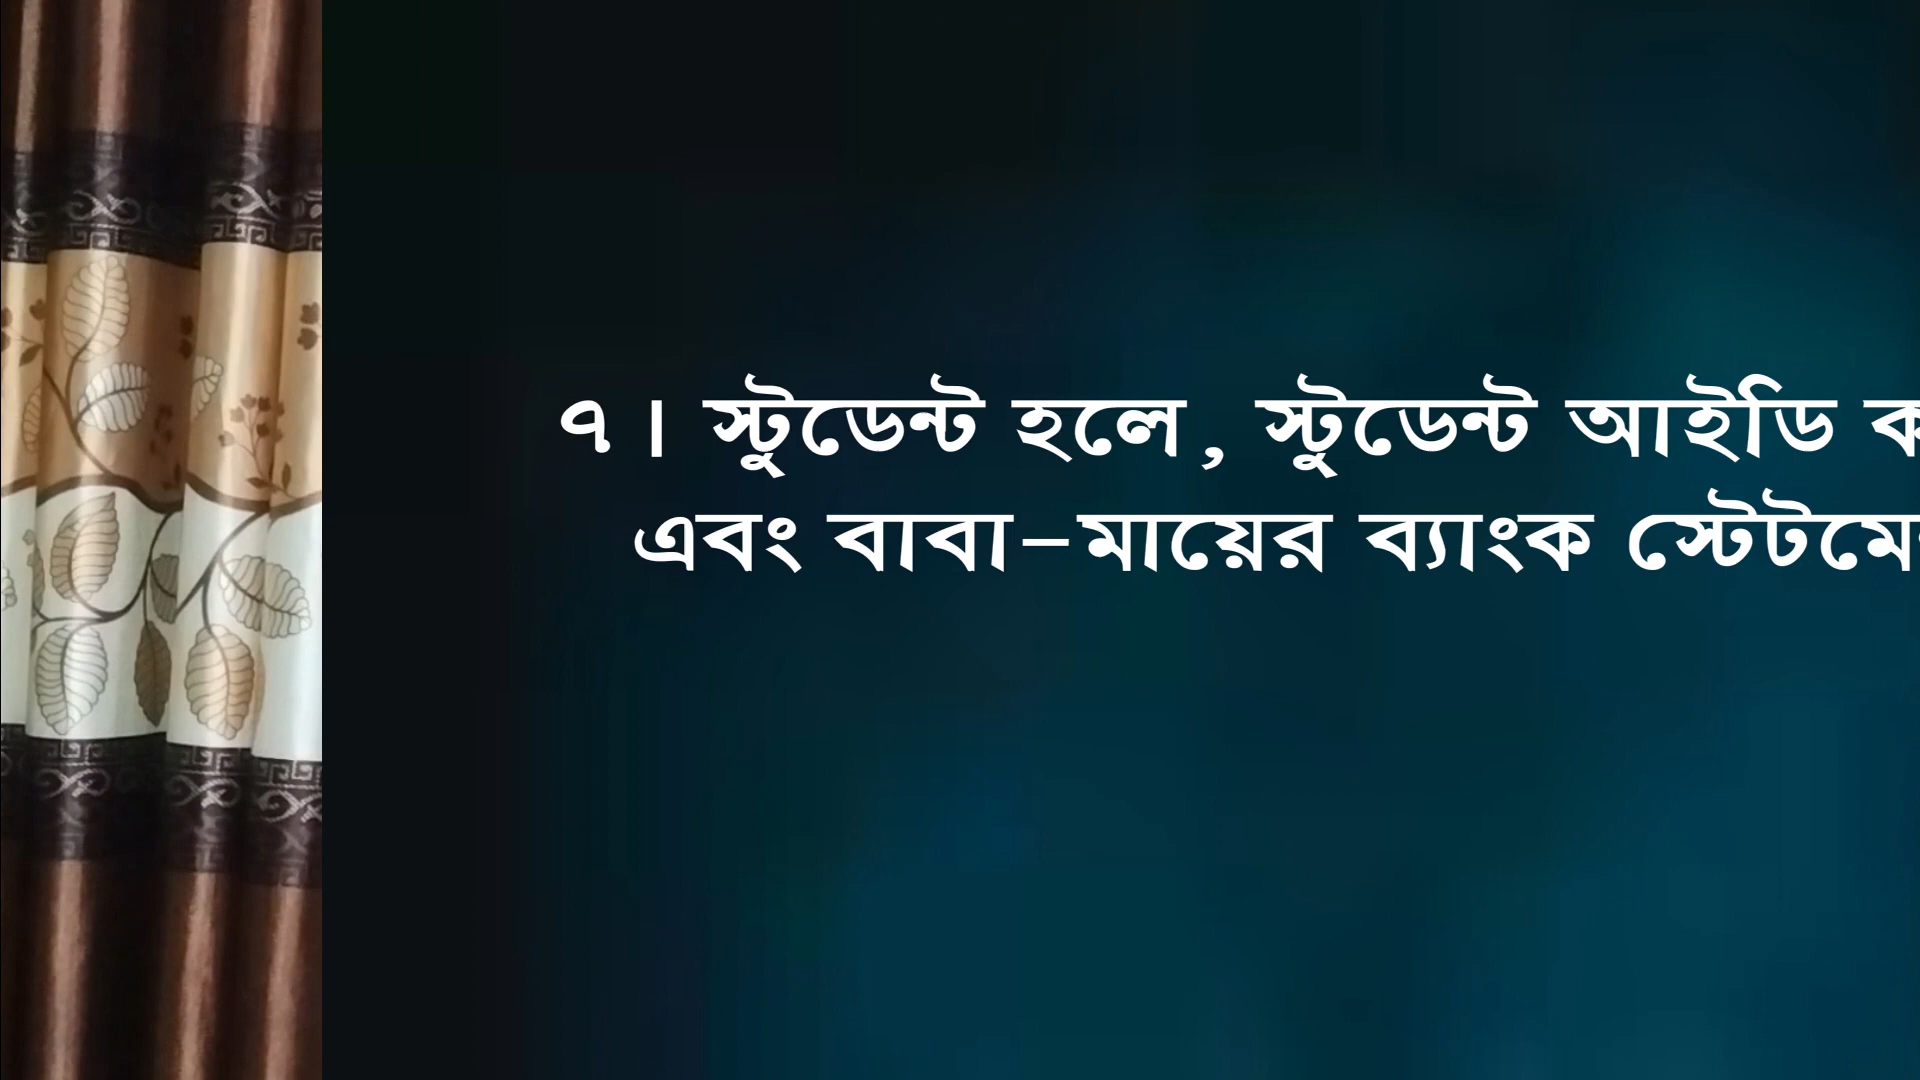 ৭। স্টুডেন্ট হলে, স্টুডেন্ট আইডি
এবং বাবা-মায়ের ব্যাংক